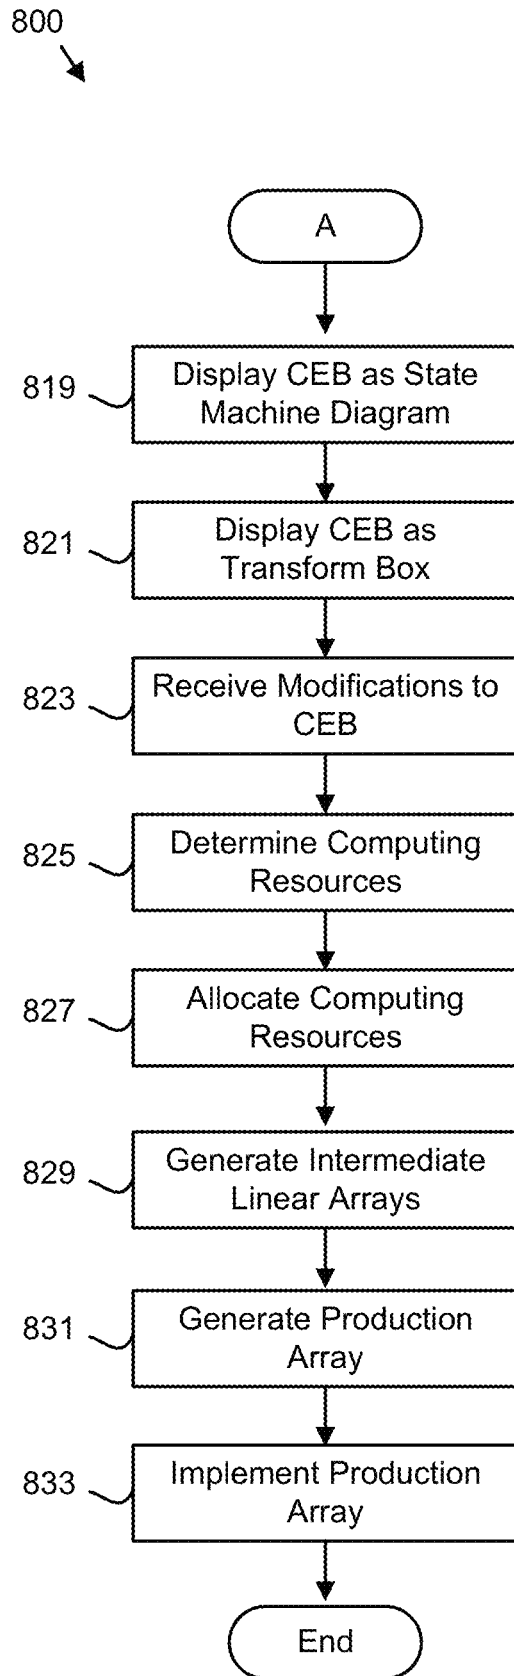 800
A
819
Display CEB as State
Machine Diagram
821
Display CEB as
Transform Box
823
Receive Modifications to
CEB
825
Determine Computing
Resources
827
Allocate Computing
Resources
829
Generate Intermediate
Linear Arrays
831
Generate Production
Array
833
Implement Production
Array
End